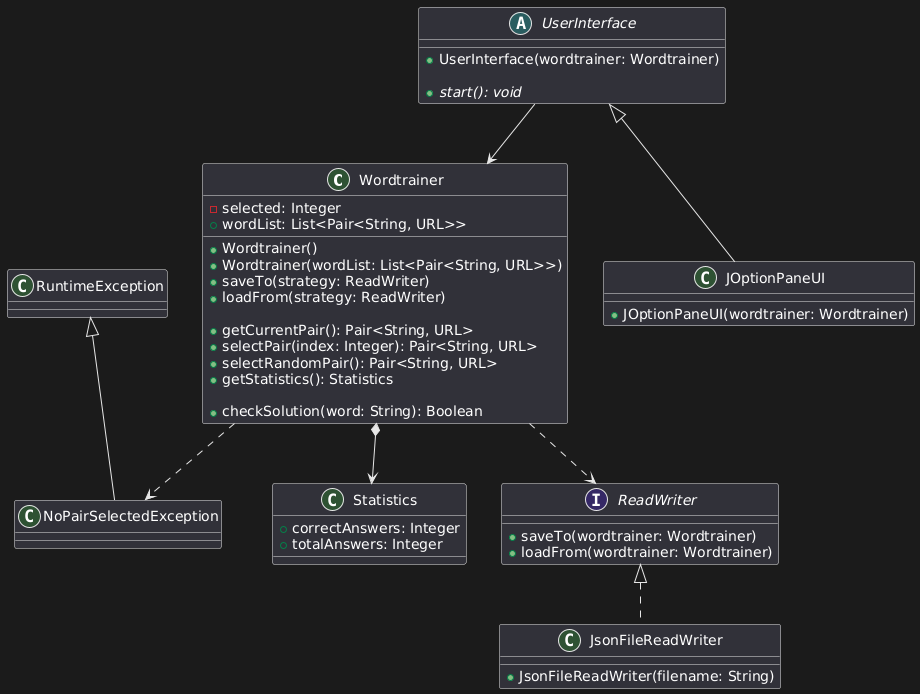 A UserInterface
UserInterface(wordtrainer: Wordtrainer)
start(): void
C Wordtrainer
selected: Integer
wordList: List<Pair<String, URL>>
Wordtrainer()
Wordtrainer(wordList: List<Pair<String, URL>>)
saveTo(strategy: ReadWriter)
loadFrom(strategy: ReadWriter)
getCurrentPair(): Pair<String, URL>
selectPair(index: Integer): Pair<String, URL>
selectRandomPair(): Pair<String, URL>
getStatistics(): Statistics
checkSolution(word: String): Boolean
C RuntimeException
C JOptionPaneUI
JOptionPaneUI(wordtrainer: Wordtrainer)
C NoPairSelectedException
C Statistics
correctAnswers: Integer
totalAnswers: Integer
I ReadWriter
saveTo(wordtrainer: Wordtrainer)
loadFrom(wordtrainer: Wordtrainer)
C JsonFileReadWriter
JsonFileReadWriter(filename: String)